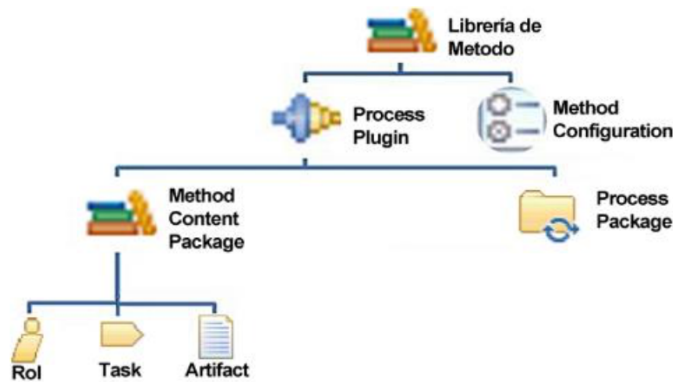 Librería de
Metodo
Process
Plugin
Method
Configuration
Method
Content
Package
Process
Package
Rol
Task
Artifact